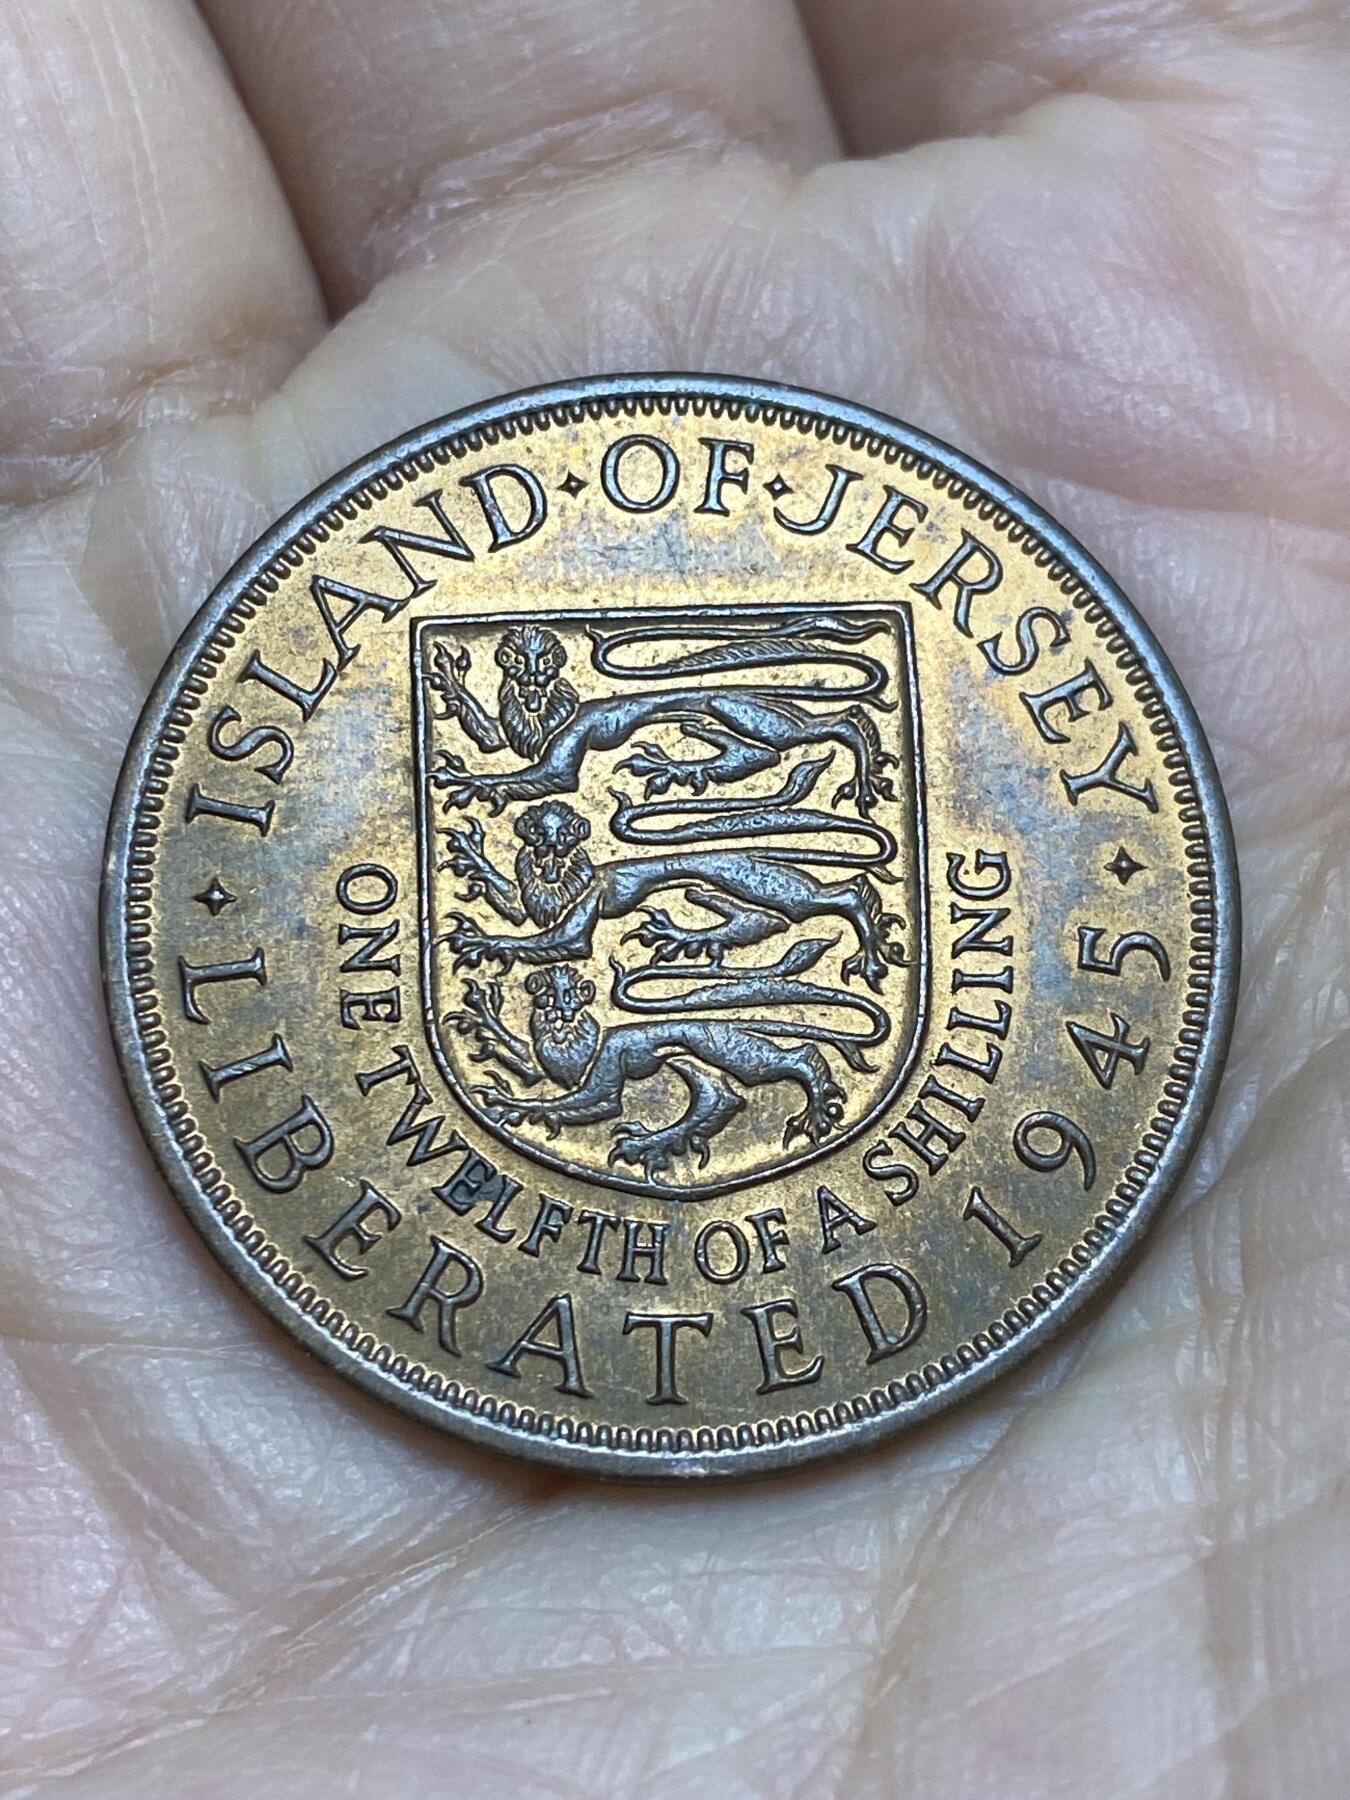 · ISLAND · OF · JERSEY ·
LIBERATED 1945
ONE TWELFTH OF A SHILLING